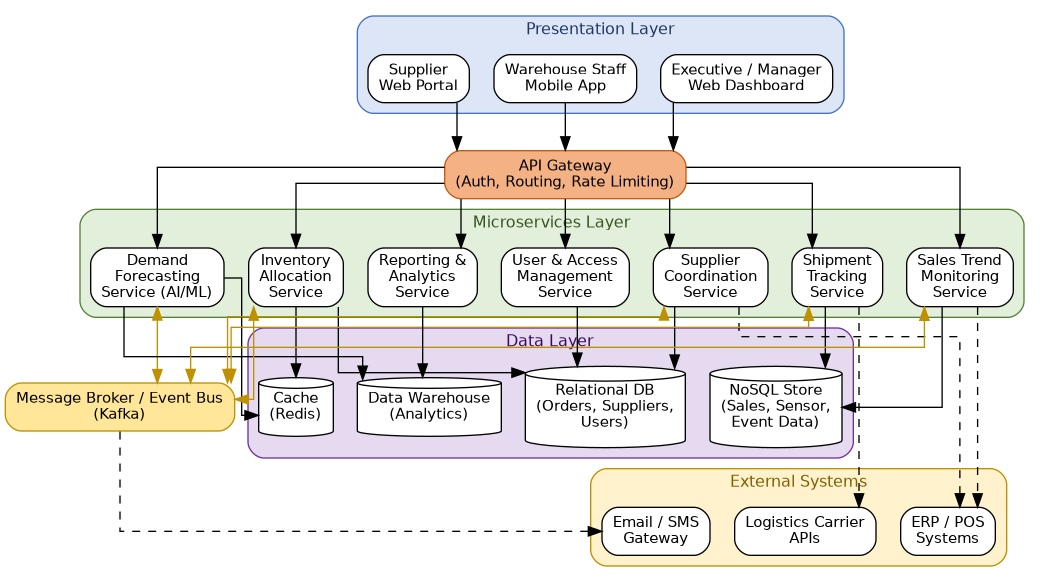 Presentation Layer
Supplier
Web Portal
Warehouse Staff
Mobile App
Executive / Manager
Web Dashboard
API Gateway
(Auth, Routing, Rate Limiting)
Microservices Layer
Demand
Forecasting
Service (AI/ML)
Inventory
Allocation
Service
Reporting &
Analytics
Service
User & Access
Management
Service
Supplier
Coordination
Service
Shipment
Tracking
Service
Sales Trend
Monitoring
Service
Data Layer
Message Broker / Event Bus
(Kafka)
Cache
(Redis)
Data Warehouse
(Analytics)
Relational DB
(Orders, Suppliers,
Users)
NoSQL Store
(Sales, Sensor,
Event Data)
External Systems
Email / SMS
Gateway
Logistics Carrier
APIs
ERP / POS
Systems